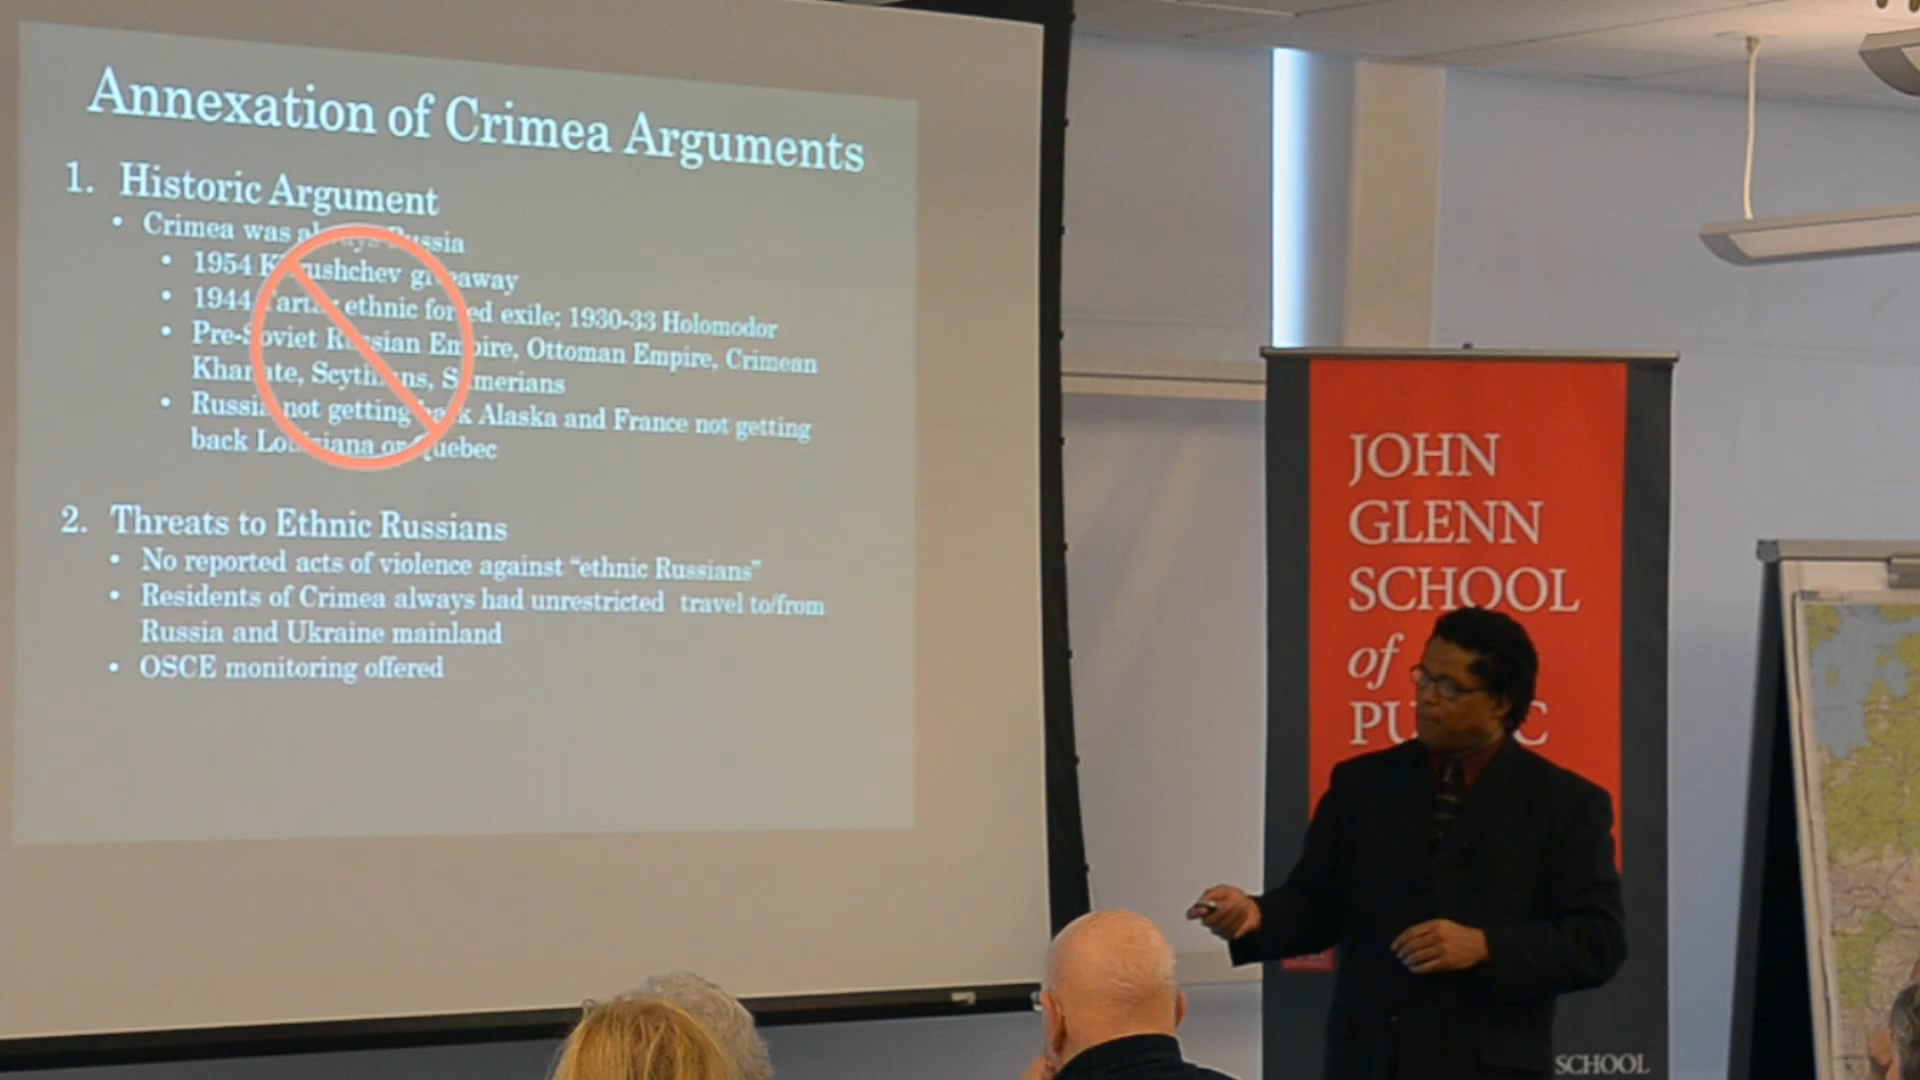 Annexation of Crimea Arguments
1. Historic Argument
• Crimea was always Russia
• 1954 Khrushchev giveaway
• 1944 Tartar ethnic forced exile; 1930-33 Holomodor
• Pre-Soviet Russian Empire, Ottoman Empire, Crimean
Khanate, Scythians, Sumerians
• Russia not getting back Alaska and France not getting
back Louisiana or Quebec
2. Threats to Ethnic Russians
• No reported acts of violence against “ethnic Russians”
• Residents of Crimea always had unrestricted travel to/from
Russia and Ukraine mainland
• OSCE monitoring offered
JOHN
GLENN
SCHOOL
of
PUBLIC
SCHOOL